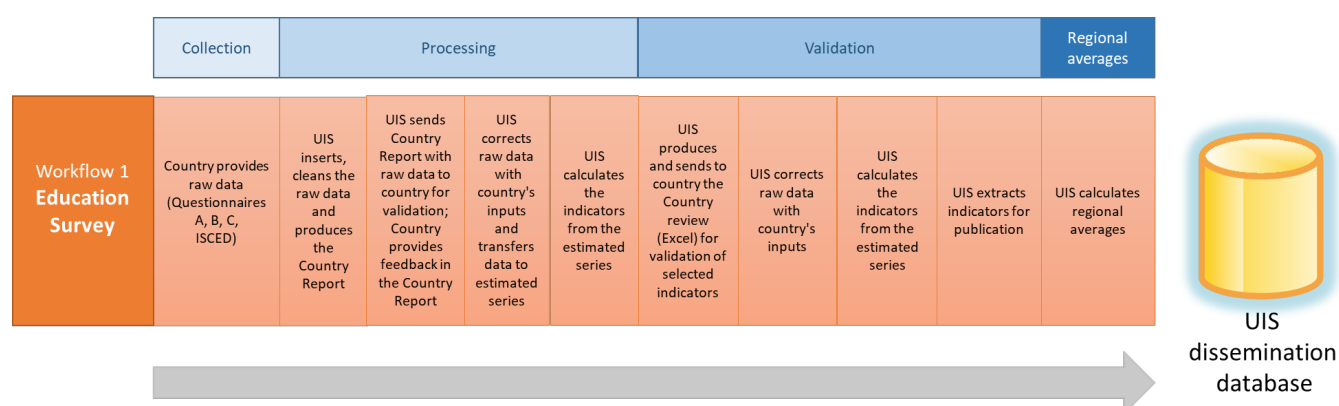 Collection
Processing
Validation
Regional
averages
Workflow 1
Education
Survey
Country provides
raw data
(Questionnaires
A, B, C,
ISCED)
UIS
inserts,
cleans the
raw data
and
produces
the
Country
Report
UIS sends
Country
Report with
raw data to
country for
validation;
Country
provides
feedback in
the Country
Report
UIS
corrects
raw data
with
country's
inputs
and
transfers
data to
estimated
series
UIS
calculates
the
indicators
from the
estimated
series
UIS
produces
and sends to
country the
Country
review
(Excel) for
validation of
selected
indicators
UIS corrects
raw data
with
country's
inputs
UIS
calculates
the
indicators
from the
estimated
series
UIS extracts
indicators for
publication
UIS calculates
regional
averages
UIS
dissemination
database